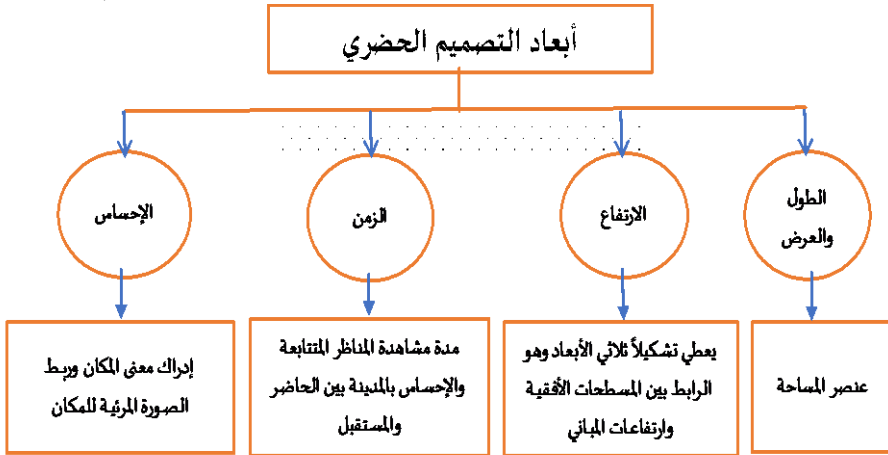 أبعاد التصميم الحضري
الطول
والعرض
الارتفاع
الزمن
الإحساس
عنصر المساحة
يعطي تشكيلاً ثلاثي الأبعاد وهو
الرابط بين المسطحات الأفقية
وارتفاعات المباني
مدة مشاهدة المناظر المتتابعة
والإحساس بالمدينة بين الحاضر
والمستقبل
إدراك معنى المكان وربط
الصورة المرئية للمكان